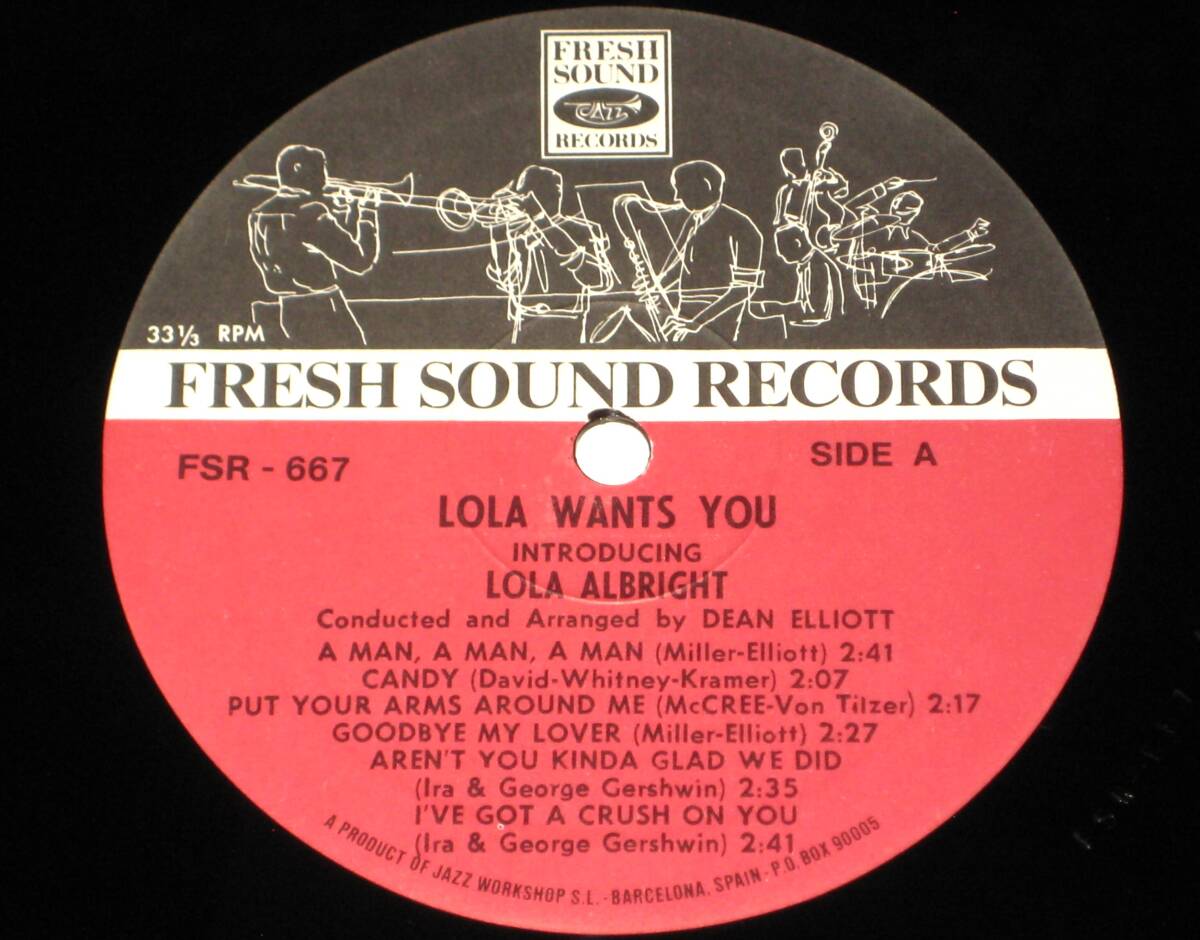 FRESH
SOUND
JAZZ
RECORDS
33 1/3 RPM
FRESH SOUND RECORDS
FSR - 667
SIDE A
LOLA WANTS YOU
INTRODUCING
LOLA ALBRIGHT
Conducted and Arranged by DEAN ELLIOTT
A MAN, A MAN, A MAN (Miller-Elliott) 2:41
CANDY (David-Whitney-Kramer) 2:07
PUT YOUR ARMS AROUND ME (McCREE-Von Tilzer) 2:17
GOODBYE MY LOVER (Miller-Elliott) 2:27
AREN'T YOU KINDA GLAD WE DID
(Ira & George Gershwin) 2:35
I'VE GOT A CRUSH ON YOU
(Ira & George Gershwin) 2:41
A PRODUCT OF JAZZ WORKSHOP S.L. - BARCELONA, SPAIN - P.O. BOX 90005